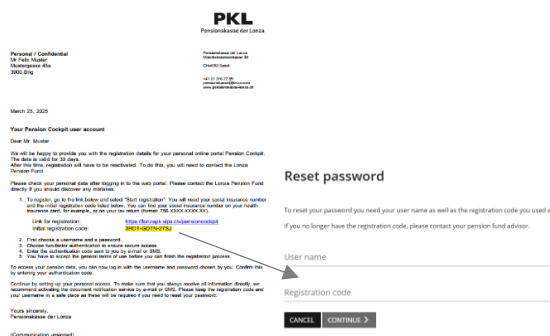 PKL
Pensionskasse der Lonza
Personal / Confidential
Mr Felix Muster
Mustergasse 45a
3900 Brig
Pensionskasse der Lonza
March 25, 2025
Your Pension Cockpit user account
Dear Mr. Muster
We will be happy to provide you with the registration details for your personal online portal Pension Cockpit.
The data is valid for 30 days.
After this time, registration will have to be reactivated. To do this, you will need to contact the Lonza
Pension Fund.
Please check your personal data after logging in to the web portal. Please contact the Lonza Pension Fund
directly if you should discover any mistakes.
1. To register, go to the link below and select "Start registration". You will need your social insurance number
and the initial registration code listed below. You can find your social insurance number on your health
insurance card, for example, or on your tax return (format 756.XXXX.XXXX.XX)
Link for registration:
Initial registration code:
2. First choose a username and a password.
3. Choose two-factor authentication to ensure secure access.
4. Enter the authentication code sent to you by e-mail or SMS.
5. You have to accept the general terms of use before you can finish the registration process.
To access your pension data, you can now log in with the username and password chosen by you. Confirm this
by entering your authentication code.
Continue by setting up your personal access. To make sure that you always receive all information directly, we
recommend activating the document notification service by e-mail or SMS. Please keep the registration code and
your username in a safe place as these will be required if you need to reset your password.
Yours sincerely,
Pensionskasse der Lonza
(Communication unsigned)
Reset password
To reset your password you need your user name as well as the registration code you used
If you no longer have the registration code, please contact your pension fund advisor.
User name
Registration code
CANCEL CONTINUE >